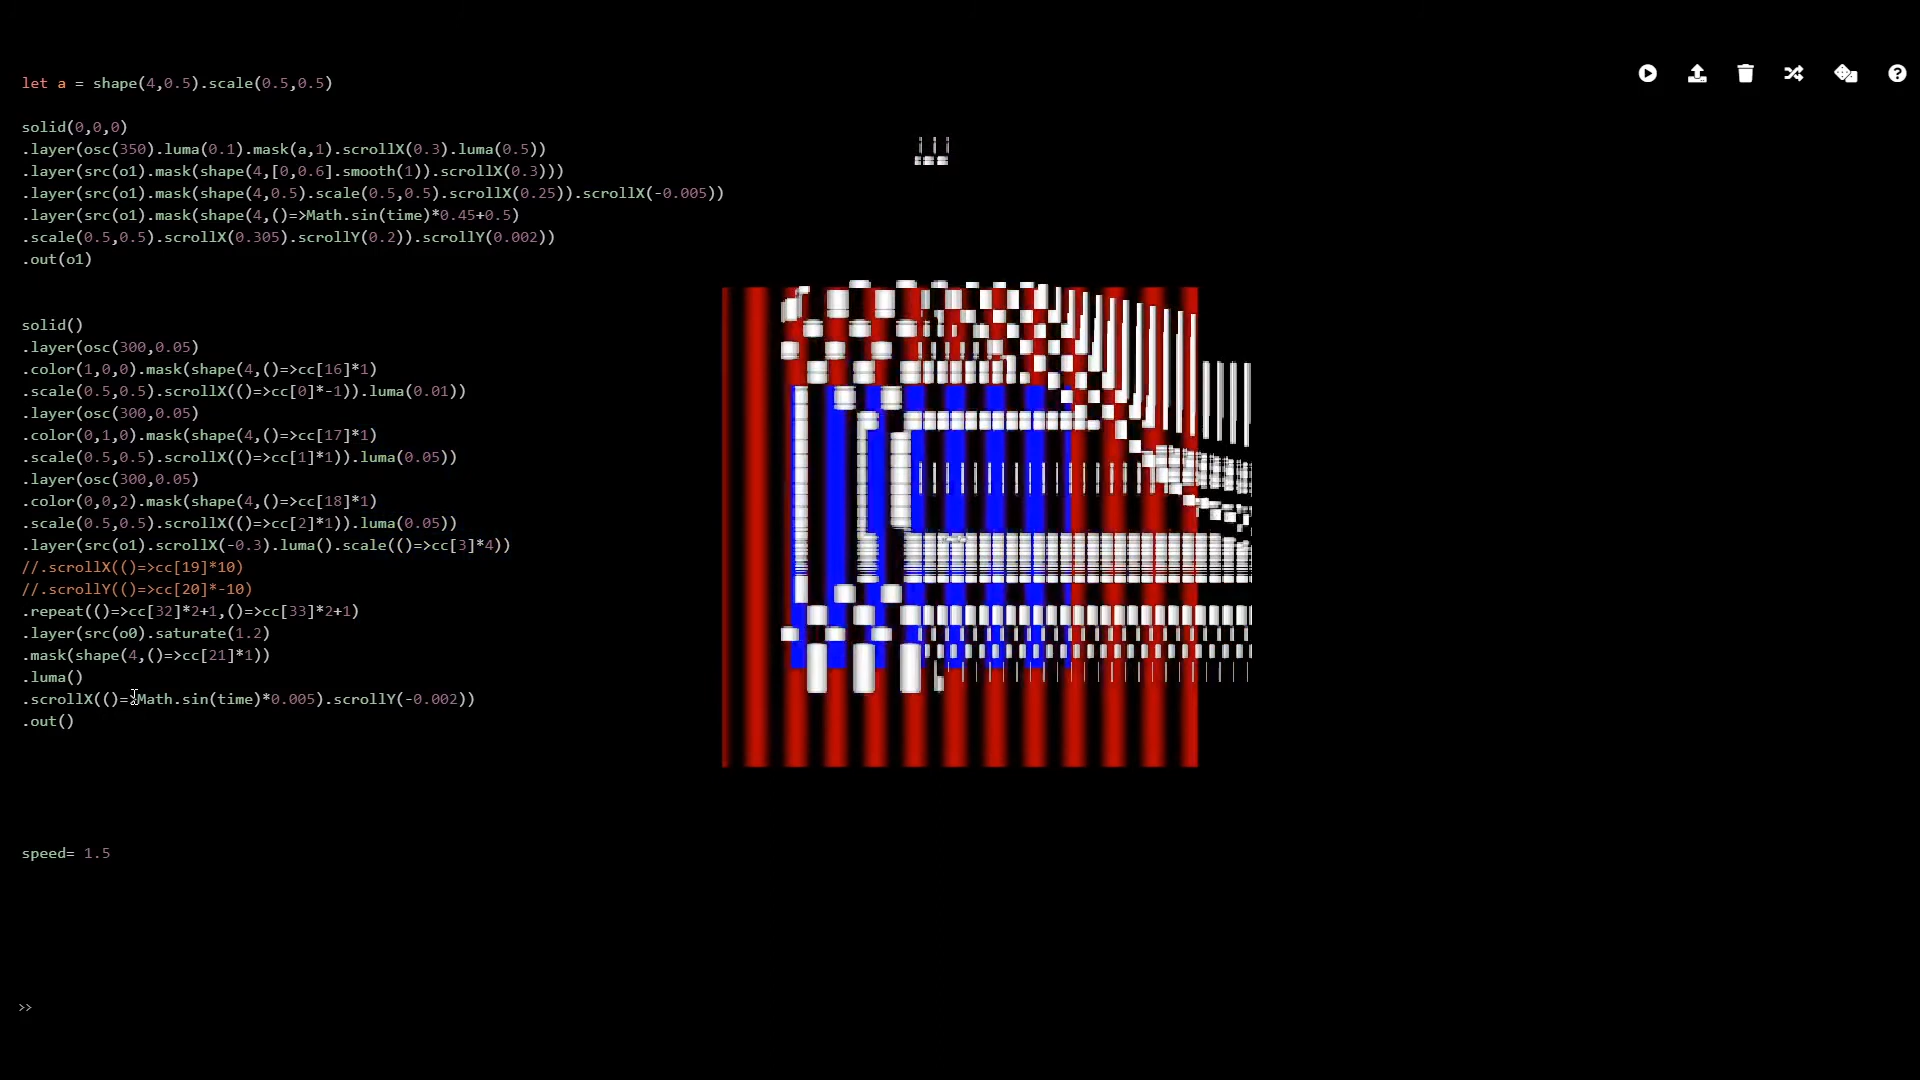 let a = shape(4,0.5).scale(0.5,0.5)
solid(0,0,0)
.layer(osc(350).luma(0.1).mask(a,1).scrollX(0.3).luma(0.5))
.layer(src(o1).mask(shape(4,[0,0.6].smooth(1)).scrollX(0.3)))
.layer(src(o1).mask(shape(4,0.5).scale(0.5,0.5).scrollX(0.25)).scrollX(-0.005))
.layer(src(o1).mask(shape(4,()=>Math.sin(time)*0.45+0.5)
.scale(0.5,0.5).scrollX(0.305).scrollY(0.2)).scrollY(0.002))
.out(o1)
solid()
.layer(osc(300,0.05)
.color(1,0,0).mask(shape(4,()=>cc[16]*1)
.scale(0.5,0.5).scrollX(()=>cc[0]*-1)).luma(0.01))
.layer(osc(300,0.05)
.color(0,1,0).mask(shape(4,()=>cc[17]*1)
.scale(0.5,0.5).scrollX(()=>cc[1]*1)).luma(0.05))
.layer(osc(300,0.05)
.color(0,0,2).mask(shape(4,()=>cc[18]*1)
.scale(0.5,0.5).scrollX(()=>cc[2]*1)).luma(0.05))
.layer(src(o1).scrollX(-0.3).luma().scale(()=>cc[3]*4))
//.scrollX(()=>cc[19]*10)
//.scrollY(()=>cc[20]*-10)
.repeat(()=>cc[32]*2+1,()=>cc[33]*2+1)
.layer(src(o0).saturate(1.2)
.mask(shape(4,()=>cc[21]*1))
.luma()
.scrollX(()=>Math.sin(time)*0.005).scrollY(-0.002))
.out()
speed= 1.5
>>